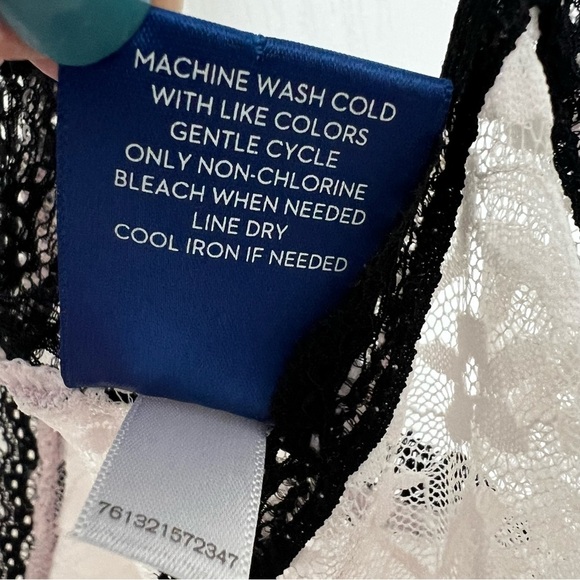 MACHINE WASH COLD
WITH LIKE COLORS
GENTLE CYCLE
ONLY NON-CHLORINE
BLEACH WHEN NEEDED
LINE DRY
COOL IRON IF NEEDED
761321572347